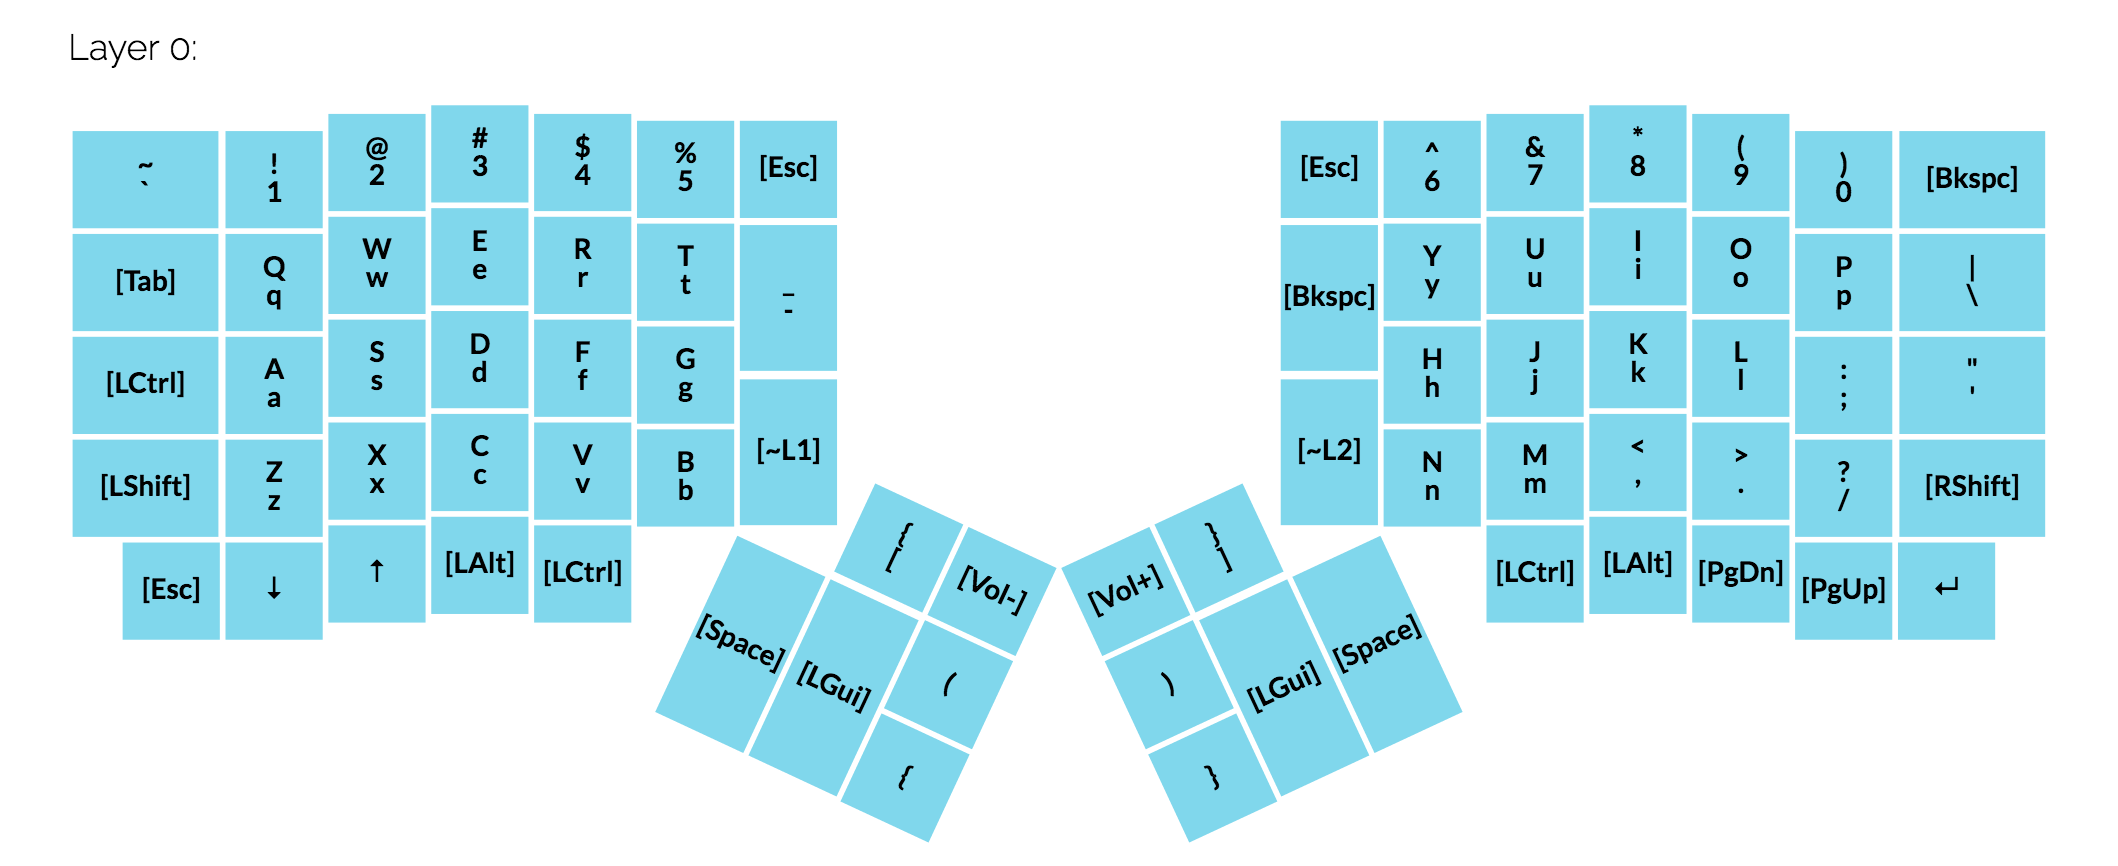 Layer 0:
~
`
!
1
@
2
#
3
$
4
%
5
[Esc]
[Esc]
^
6
&
7
*
8
(
9
)
0
[Bkspc]
[Tab]
Q
q
W
w
E
e
R
r
T
t
_
-
[Bkspc]
Y
y
U
u
I
i
O
o
P
p
|
\
[LCtrl]
A
a
S
s
D
d
F
f
G
g
H
h
J
j
K
k
L
l
:
;
"
'
[LShift]
Z
z
X
x
C
c
V
v
B
b
[~L1]
[~L2]
N
n
M
m
<
,
>
.
?
/
[RShift]
[Esc]
↓
↑
[LAlt]
[LCtrl]
[LCtrl]
[LAlt]
[PgDn]
[PgUp]
↵
{
[
[Vol-]
[Space]
[LGui]
(
{
[Vol+]
}
]
)
[LGui]
[Space]
}